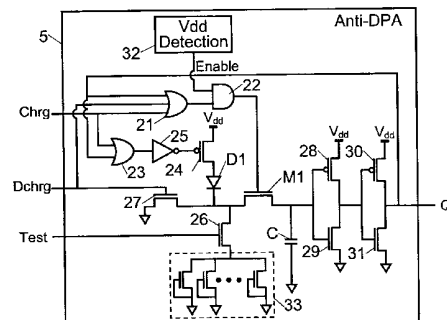 Anti-DPA
5
Vdd
Detection
32
Enable
22
Chrg
21
25
Vdd
28
Vdd
30
Vdd
23
24
D1
M1
Dchrg
27
26
C
Q
Test
29
31
33